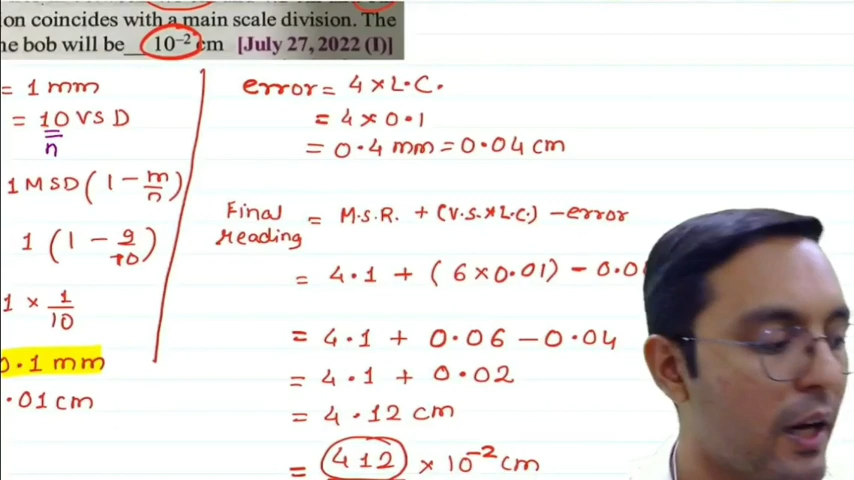 on coincides with a main scale division. The
ne bob will be 10⁻² cm [July 27, 2022 (I)]
= 1 mm
= 10 VSD
n
1 MSD (1 - m/n)
1 (1 - 9/10)
1 × 1/10
0.1 mm
.01 cm
error = 4 × L.C.
= 4 × 0.1
= 0.4 mm = 0.04 cm
Final reading = M.S.R. + (V.S. × L.C.) - error
= 4.1 + (6 × 0.01) - 0.0
= 4.1 + 0.06 - 0.04
= 4.1 + 0.02
= 4.12 cm
= 412 × 10⁻² cm